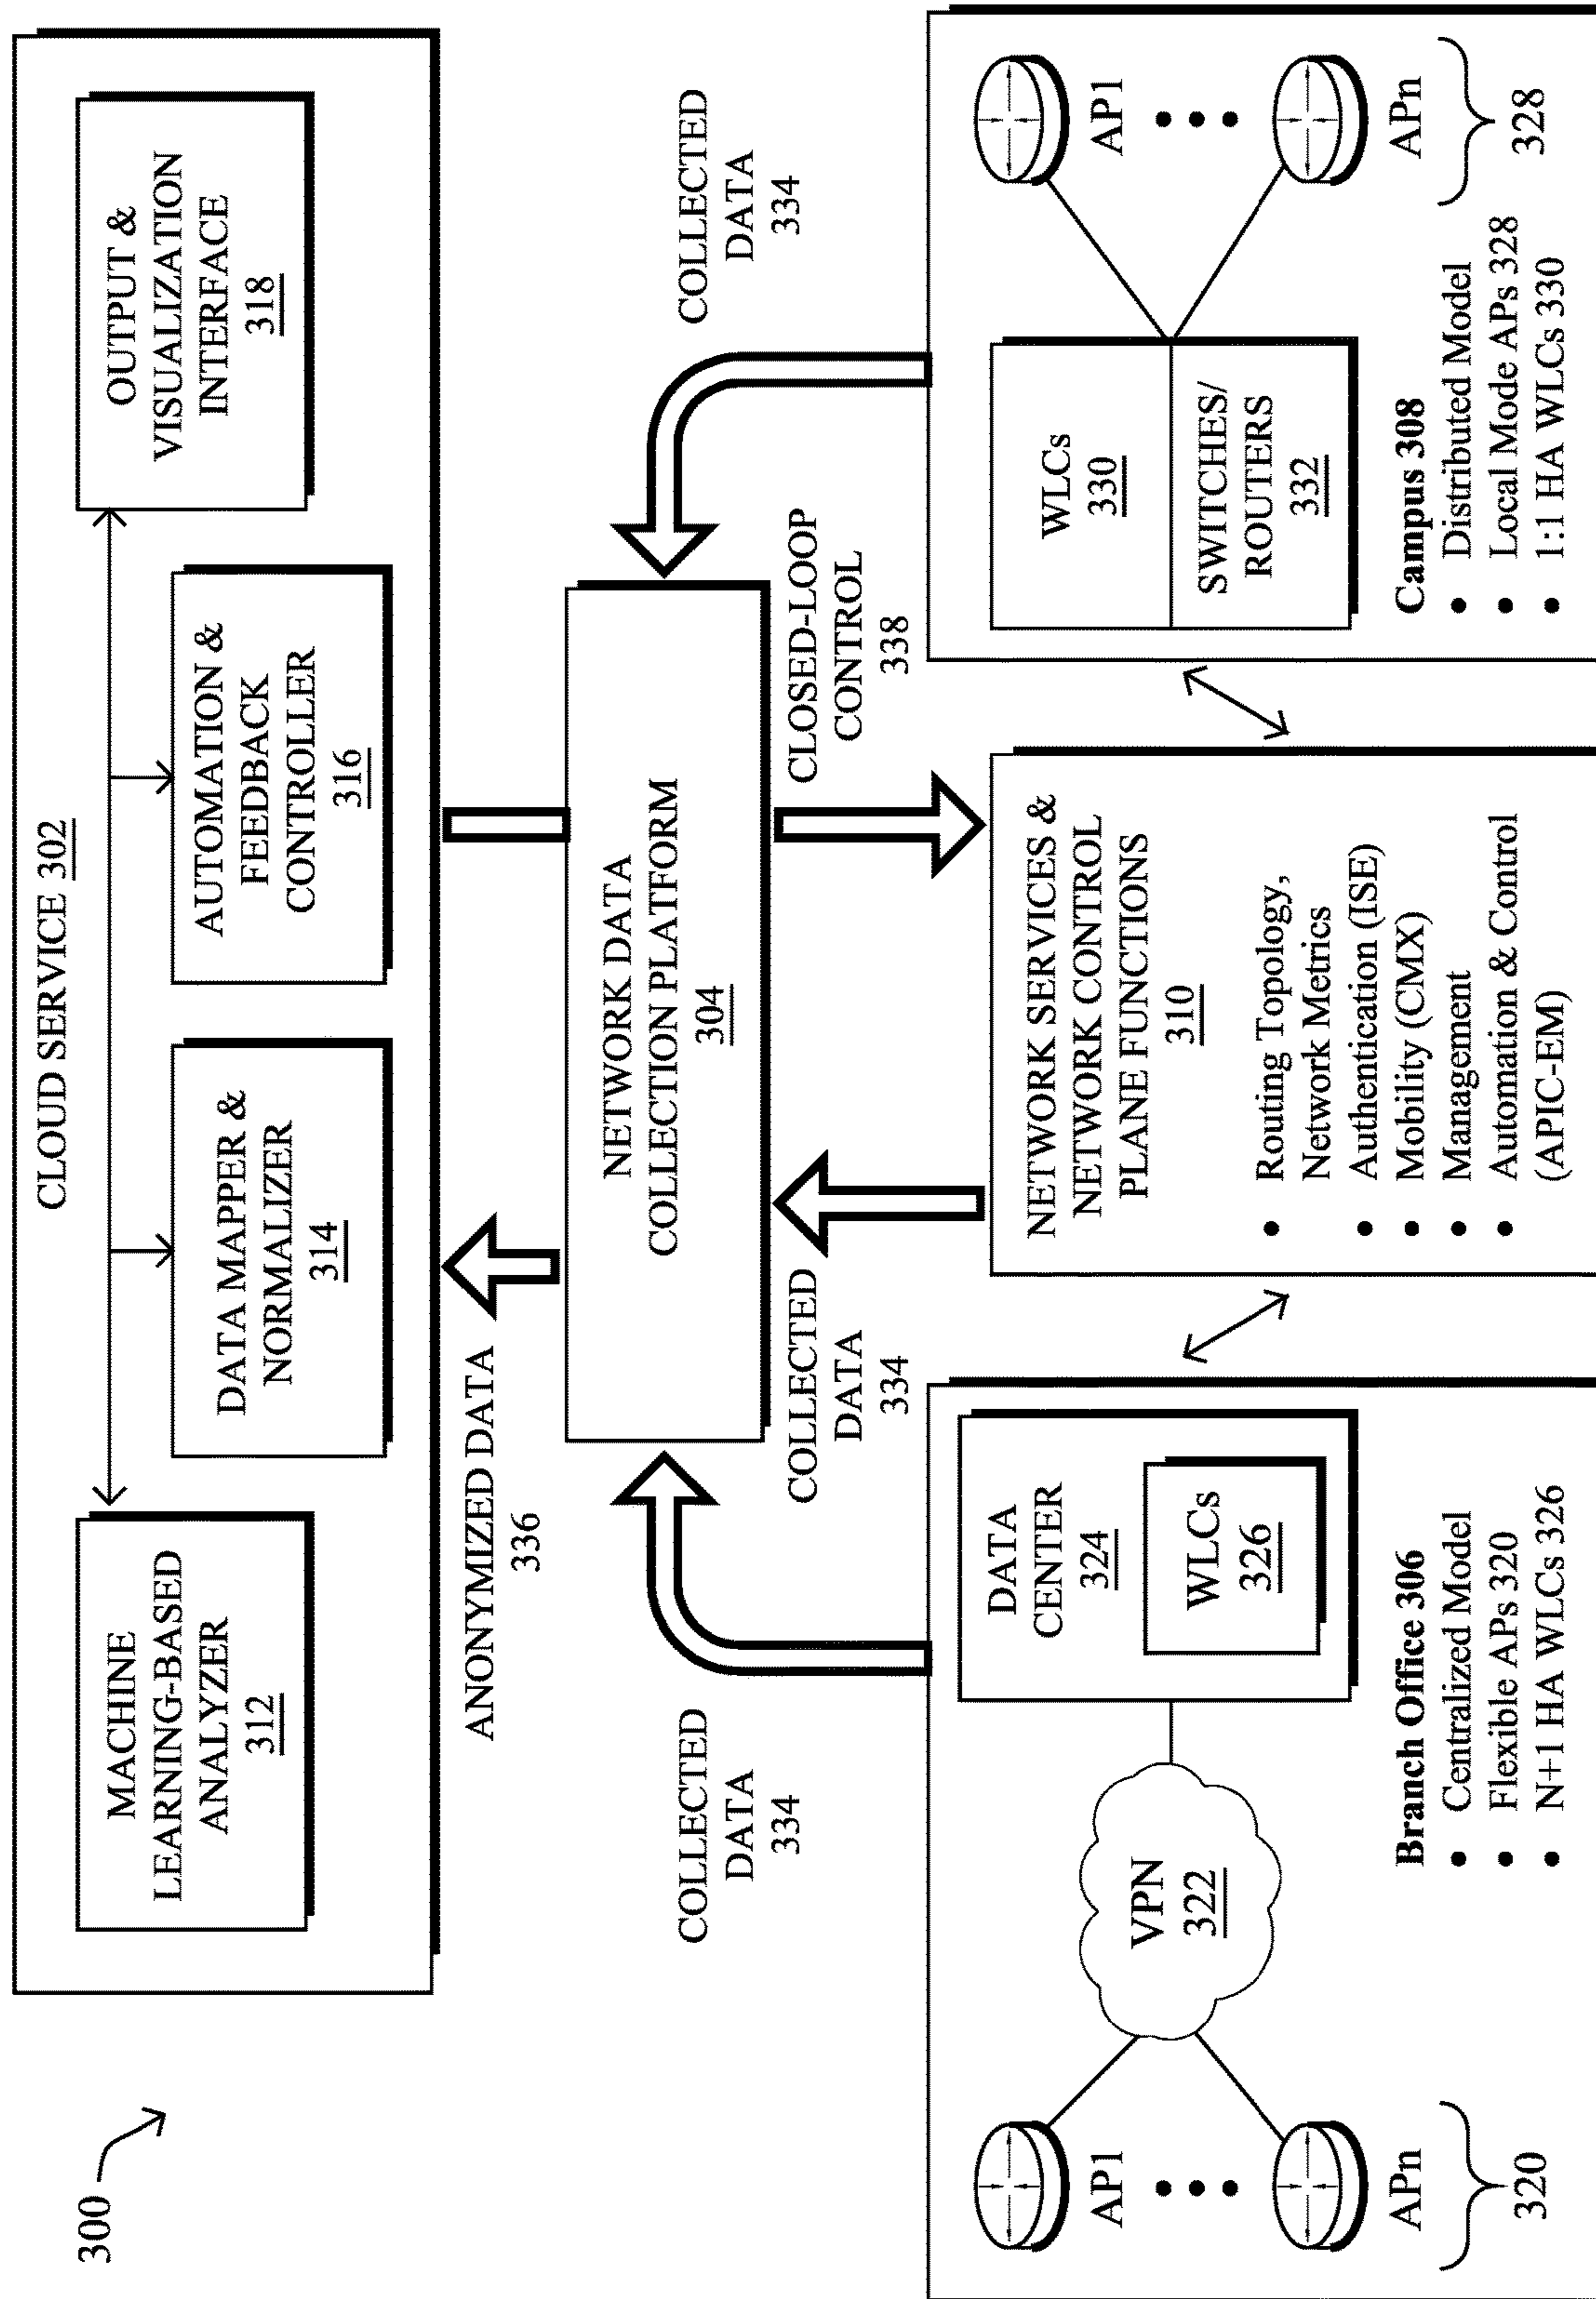 300
CLOUD SERVICE 302
MACHINE
LEARNING-BASED
ANALYZER
312
DATA MAPPER &
NORMALIZER
314
AUTOMATION &
FEEDBACK
CONTROLLER
316
OUTPUT &
VISUALIZATION
INTERFACE
318
ANONYMIZED DATA
336
COLLECTED
DATA
334
NETWORK DATA
COLLECTION PLATFORM
304
COLLECTED
DATA
334
COLLECTED
DATA
334
CLOSED-LOOP
CONTROL
338
AP1
APn
320
VPN
322
DATA
CENTER
324
WLCs
326
Branch Office 306
• Centralized Model
• Flexible APs 320
• N+1 HA WLCs 326
NETWORK SERVICES &
NETWORK CONTROL
PLANE FUNCTIONS
310
• Routing Topology,
Network Metrics
• Authentication (ISE)
• Mobility (CMX)
• Management
• Automation & Control
(APIC-EM)
WLCs
330
SWITCHES/
ROUTERS
332
AP1
APn
328
Campus 308
• Distributed Model
• Local Mode APs 328
• 1:1 HA WLCs 330